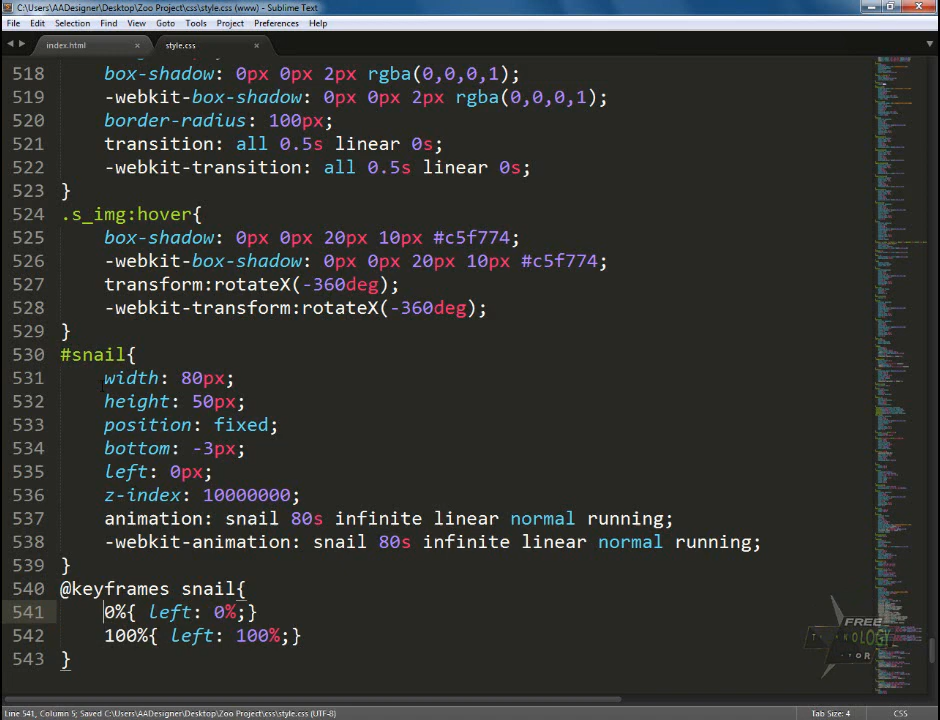 C:\Users\AADesigner\Desktop\Zoo Project\css\style.css (www) - Sublime Text
File Edit Selection Find View Goto Tools Project Preferences Help
index.html × style.css ×
518 box-shadow: 0px 0px 2px rgba(0,0,0,1);
519 -webkit-box-shadow: 0px 0px 2px rgba(0,0,0,1);
520 border-radius: 100px;
521 transition: all 0.5s linear 0s;
522 -webkit-transition: all 0.5s linear 0s;
523 }
524 .s_img:hover{
525 box-shadow: 0px 0px 20px 10px #c5f774;
526 -webkit-box-shadow: 0px 0px 20px 10px #c5f774;
527 transform:rotateX(-360deg);
528 -webkit-transform:rotateX(-360deg);
529 }
530 #snail{
531 width: 80px;
532 height: 50px;
533 position: fixed;
534 bottom: -3px;
535 left: 0px;
536 z-index: 10000000;
537 animation: snail 80s infinite linear normal running;
538 -webkit-animation: snail 80s infinite linear normal running;
539 }
540 @keyframes snail{
541 0%{ left: 0%;}
542 100%{ left: 100%;}
543 }
FREE
Line 541, Column 5; Saved C:\Users\AADesigner\Desktop\Zoo Project\css\style.css (UTF-8) Tab Size: 4 CSS